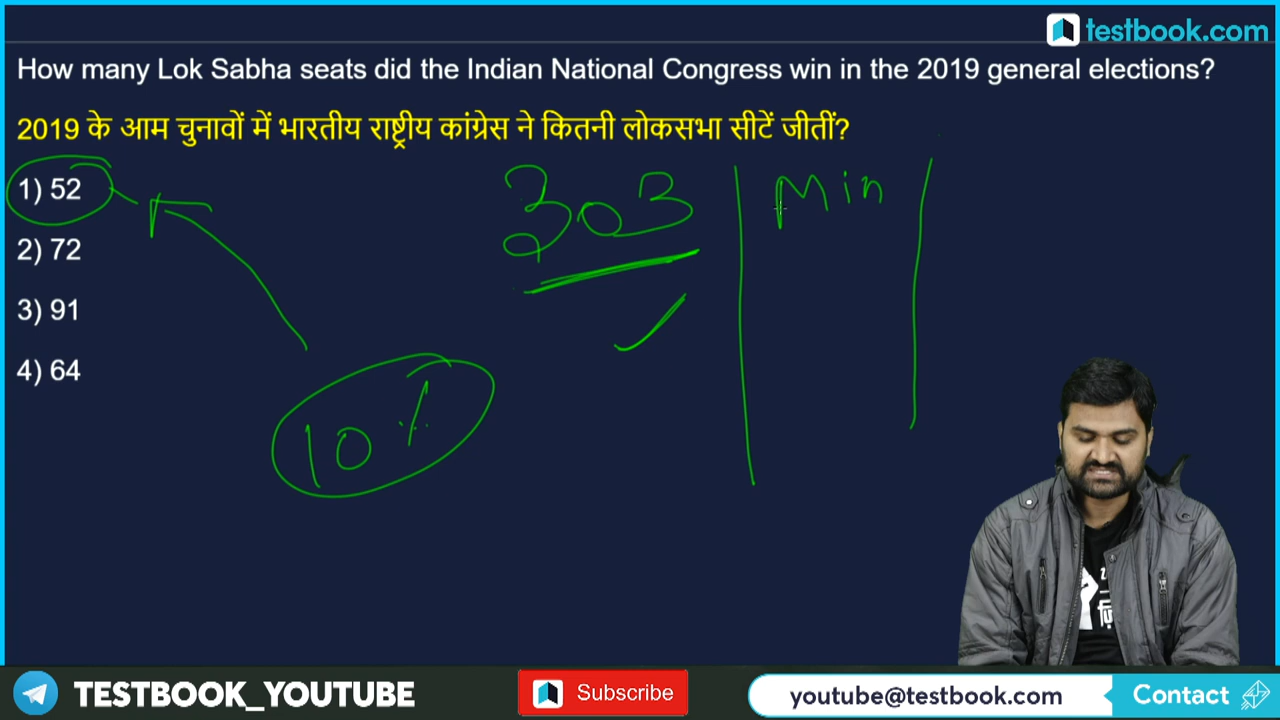 testbook.com
How many Lok Sabha seats did the Indian National Congress win in the 2019 general elections?
2019 के आम चुनावों में भारतीय राष्ट्रीय कांग्रेस ने कितनी लोकसभा सीटें जीतीं?
1) 52
303
Min
2) 72
3) 91
4) 64
10%
TESTBOOK_YOUTUBE
Subscribe
youtube@testbook.com
Contact